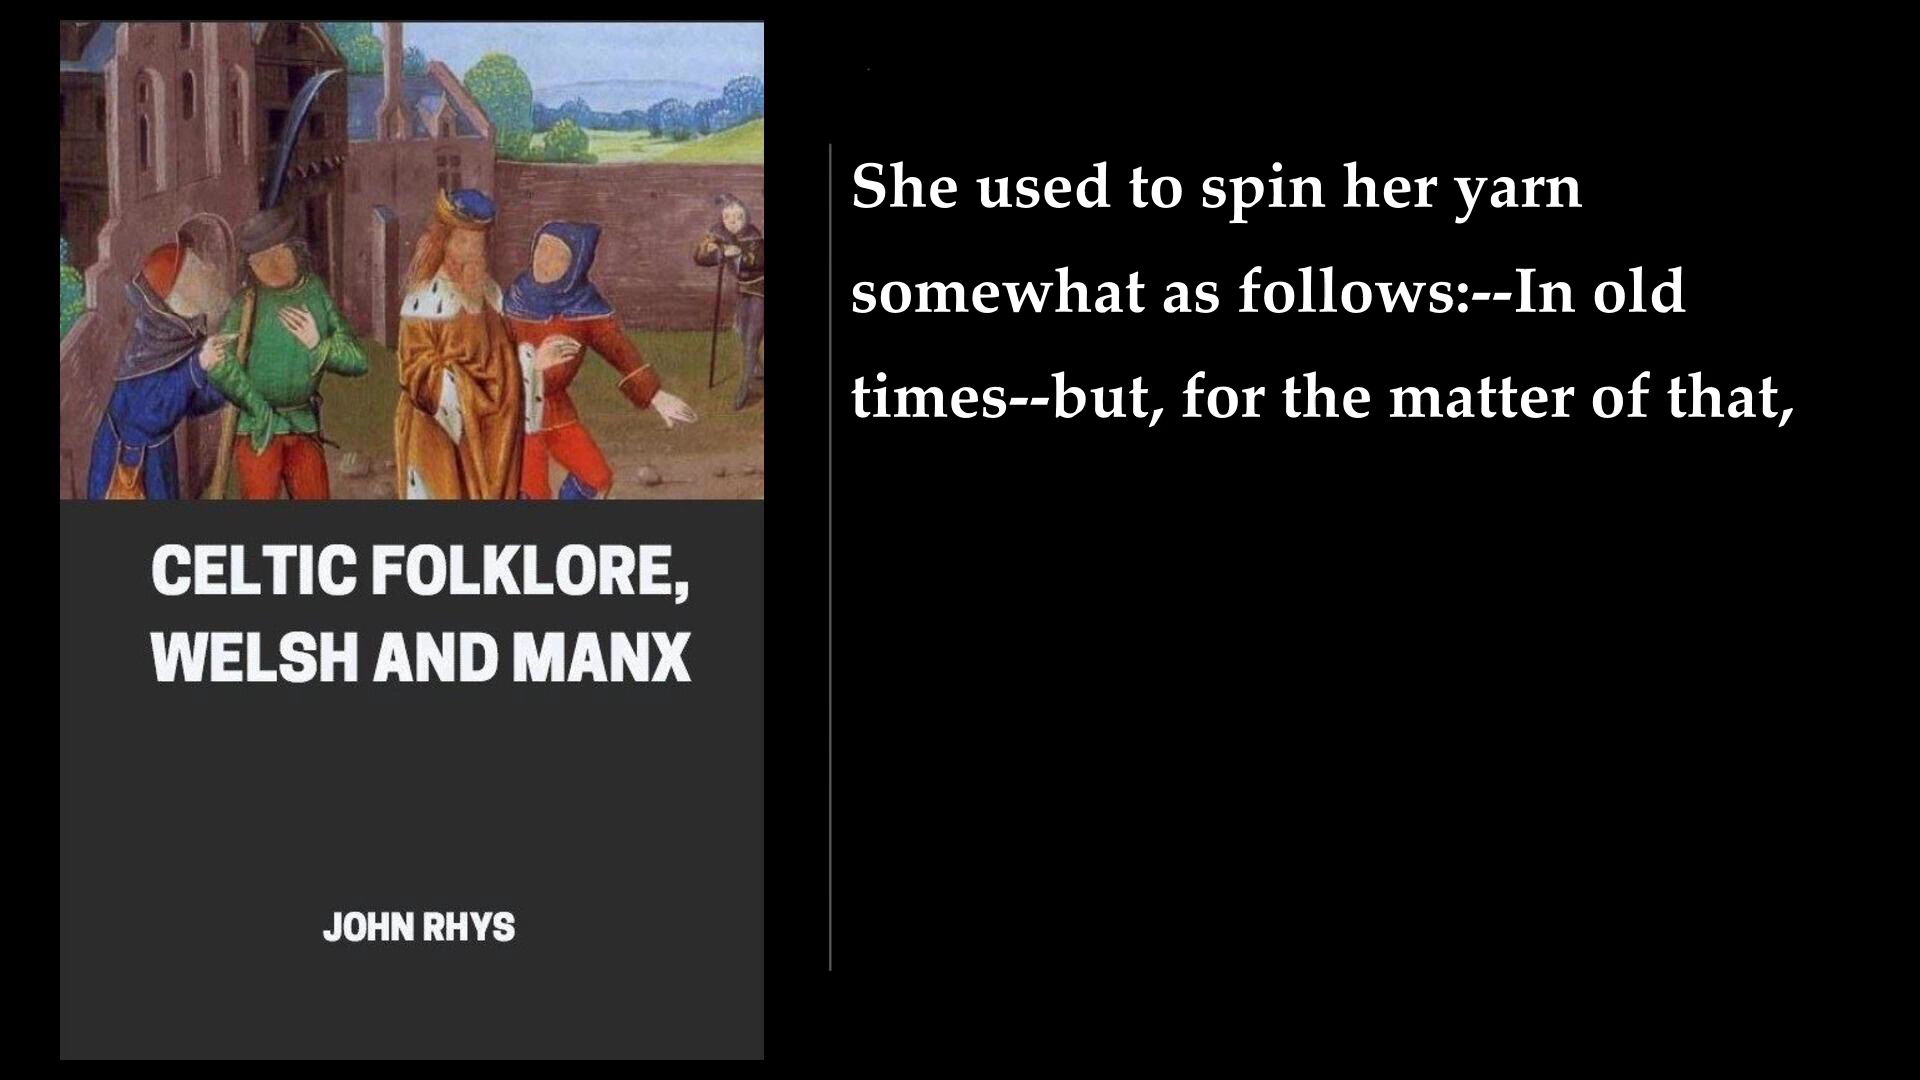 CELTIC FOLKLORE,
WELSH AND MANX
JOHN RHYS
She used to spin her yarn
somewhat as follows:--In old
times--but, for the matter of that,